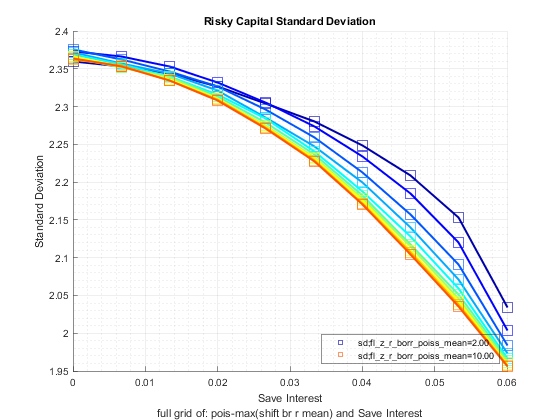 Risky Capital Standard Deviation
2.4
2.35
2.3
2.25
2.2
2.15
2.1
2.05
2
1.95
Standard Deviation
0
0.01
0.02
0.03
0.04
0.05
0.06
sd;fl_z_r_borr_poiss_mean=2.00
sd;fl_z_r_borr_poiss_mean=10.00
Save Interest
full grid of: pois-max(shift br r mean) and Save Interest